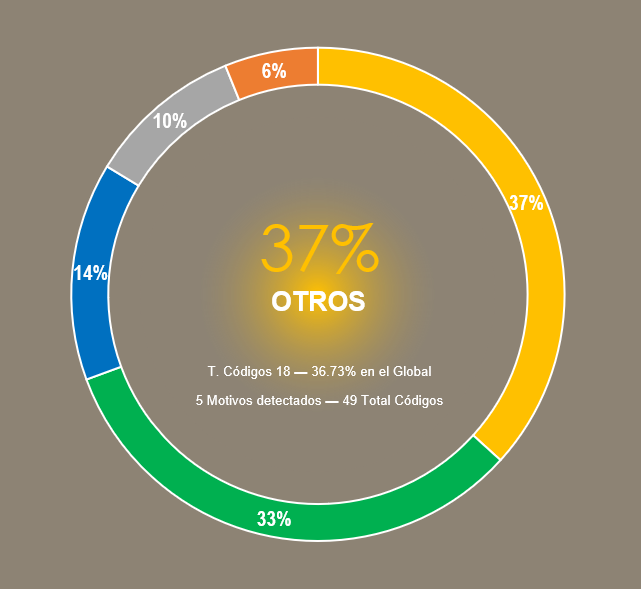 6%
10%
37%
14%
37%
OTROS
T. Códigos 18 — 36.73% en el Global
5 Motivos detectados — 49 Total Códigos
33%